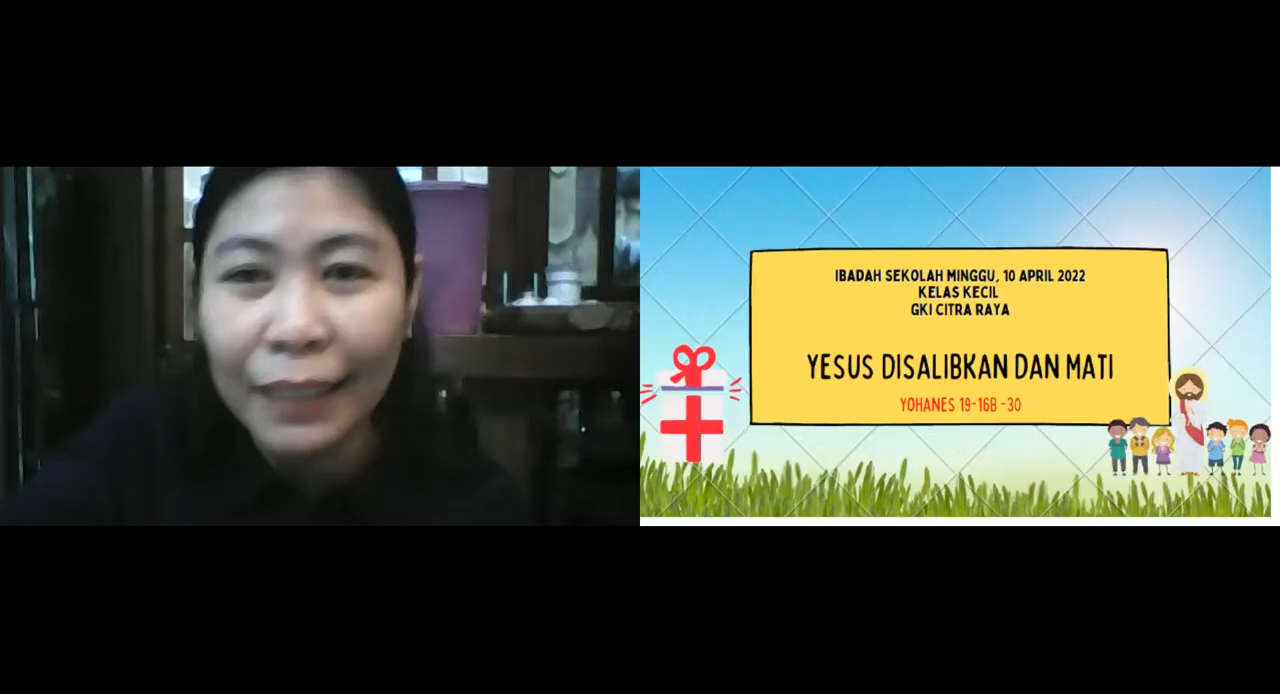 IBADAH SEKOLAH MINGGU, 10 APRIL 2022
KELAS KECIL
GKI CITRA RAYA
YESUS DISALIBKAN DAN MATI
YOHANES 19-16B -30